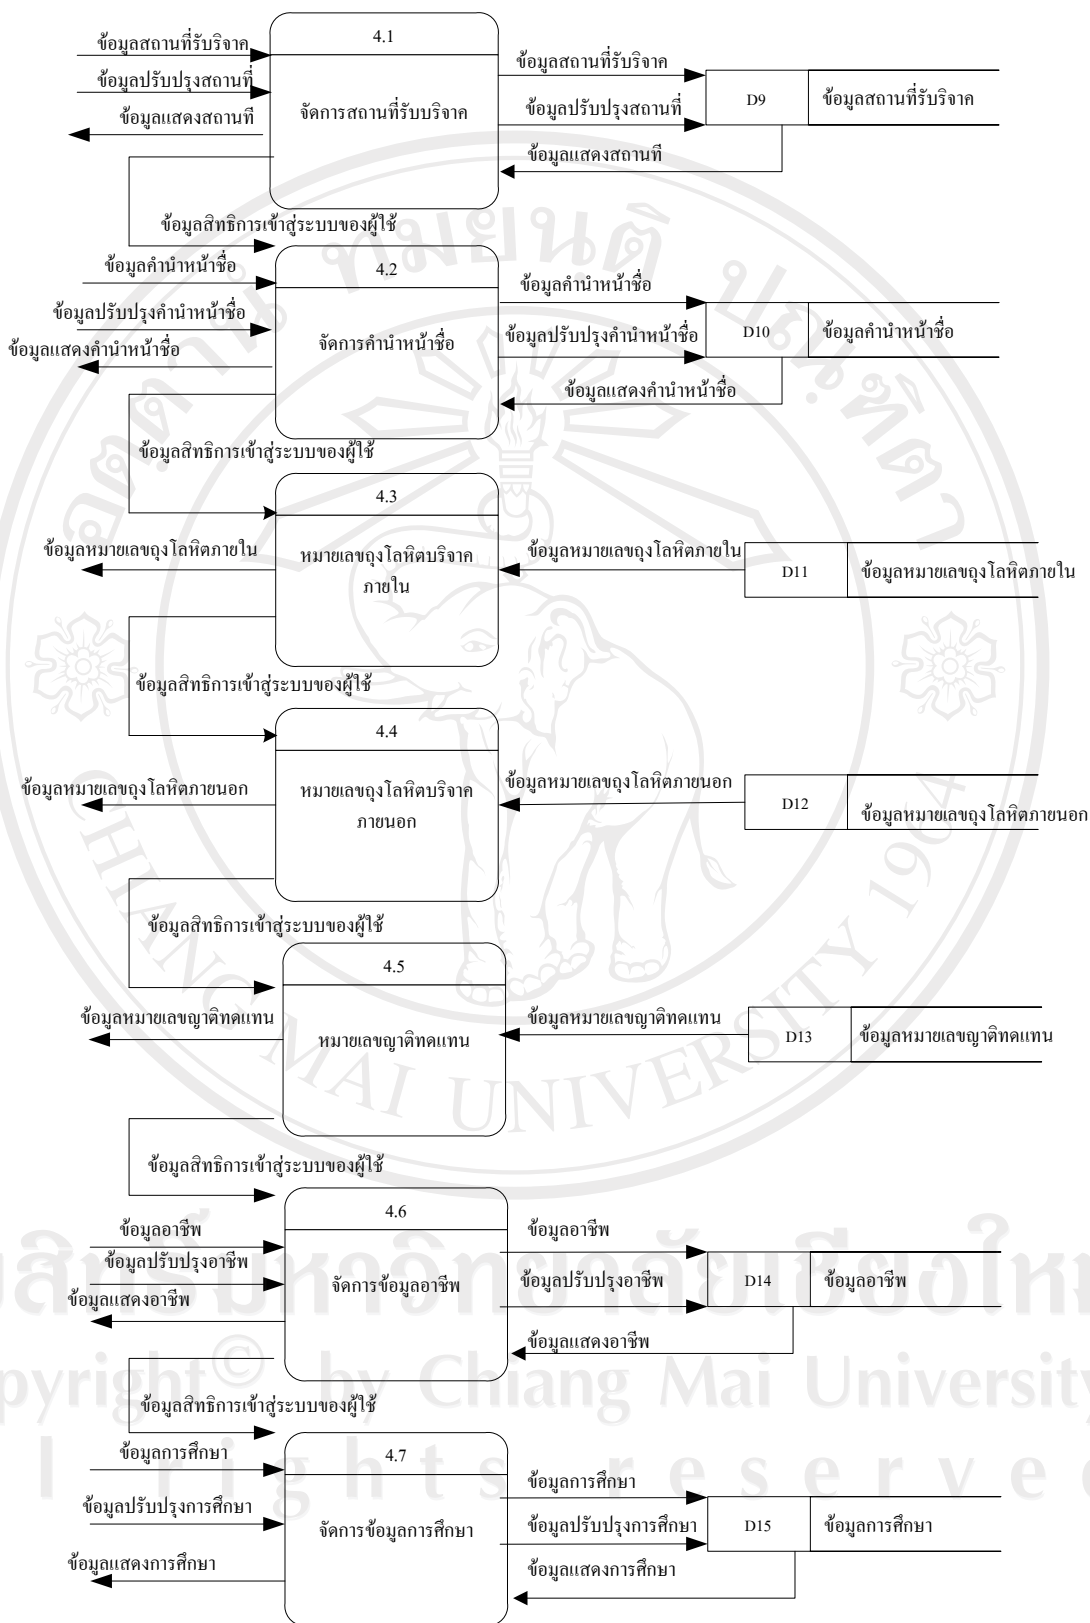 4.1
ข้อมูลสถานที่รับริจาค
ข้อมูลปรับปรุงสถานที่
ข้อมูลแสดงสถานที
จัดการสถานที่รับบริจาค
ข้อมูลสถานที่รับริจาค
ข้อมูลปรับปรุงสถานที่
ข้อมูลแสดงสถานที
D9
ข้อมูลสถานที่รับริจาค
ข้อมูลสิทธิการเข้าสู่ระบบของผู้ใช้
4.2
ข้อมูลคำนำหน้าชื่อ
ข้อมูลปรับปรุงคำนำหน้าชื่อ
ข้อมูลแสดงคำนำหน้าชื่อ
จัดการคำนำหน้าชื่อ
ข้อมูลคำนำหน้าชื่อ
ข้อมูลปรับปรุงคำนำหน้าชื่อ
ข้อมูลแสดงคำนำหน้าชื่อ
D10
ข้อมูลคำนำหน้าชื่อ
ข้อมูลสิทธิการเข้าสู่ระบบของผู้ใช้
4.3
ข้อมูลหมายเลขถุงโลหิตภายใน
หมายเลขถุงโลหิตบริจาค
ภายใน
ข้อมูลหมายเลขถุงโลหิตภายใน
D11
ข้อมูลหมายเลขถุงโลหิตภายใน
ข้อมูลสิทธิการเข้าสู่ระบบของผู้ใช้
4.4
ข้อมูลหมายเลขถุงโลหิตภายนอก
หมายเลขถุงโลหิตบริจาค
ภายนอก
ข้อมูลหมายเลขถุงโลหิตภายนอก
D12
ข้อมูลหมายเลขถุงโลหิตภายนอก
ข้อมูลสิทธิการเข้าสู่ระบบของผู้ใช้
4.5
ข้อมูลหมายเลขญาติทดแทน
หมายเลขญาติทดแทน
ข้อมูลหมายเลขญาติทดแทน
D13
ข้อมูลหมายเลขญาติทดแทน
ข้อมูลสิทธิการเข้าสู่ระบบของผู้ใช้
4.6
ข้อมูลอาชีพ
ข้อมูลปรับปรุงอาชีพ
ข้อมูลแสดงอาชีพ
จัดการข้อมูลอาชีพ
ข้อมูลอาชีพ
ข้อมูลปรับปรุงอาชีพ
ข้อมูลแสดงอาชีพ
D14
ข้อมูลอาชีพ
ข้อมูลสิทธิการเข้าสู่ระบบของผู้ใช้
4.7
ข้อมูลการศึกษา
ข้อมูลปรับปรุงการศึกษา
ข้อมูลแสดงการศึกษา
จัดการข้อมูลการศึกษา
ข้อมูลการศึกษา
ข้อมูลปรับปรุงการศึกษา
ข้อมูลแสดงการศึกษา
D15
ข้อมูลการศึกษา
CHIANG MAI UNIVERSITY 1964
by Chiang Mai University
rights reserve